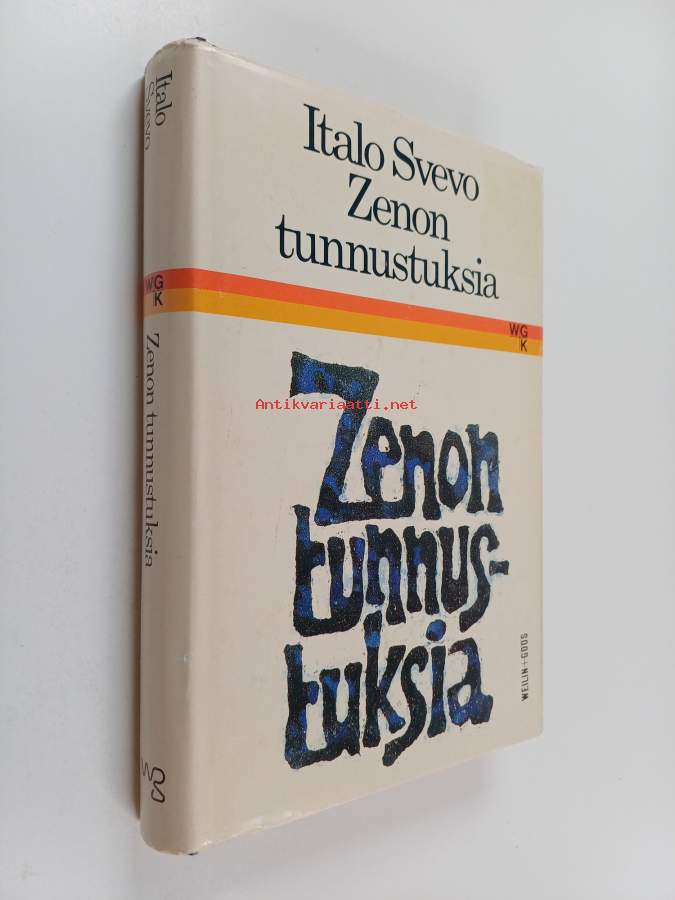 Italo Svevo
Zenon
tunnustuksia
WG
K
Zenon
tunnus-
tuksia
WEILIN+GÖÖS
Italo
Svevo
WG
K
Zenon tunnustuksia
Antikvariaatti.net